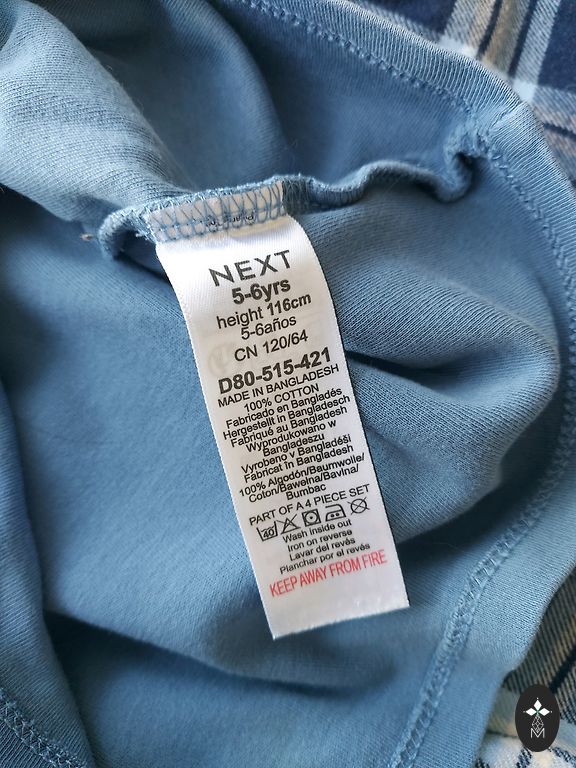 NEXT
5-6yrs
height 116cm
5-6años
CN 120/64
D80-515-421
MADE IN BANGLADESH
100% COTTON
Fabricado en Bangladés
Hergestellt in Bangladesch
Fabriqué au Bangladesh
Wyprodukowano w
Bangladeszu
Vyrobeno v Bangladéši
Fabricat în Bangladesh
100% Algodón/Baumwolle/
Coton/Bawełna/Bavlna/
Bumbac
PART OF A 4 PIECE SET
40
Wash inside out
Iron on reverse
Lavar del revés
Planchar por el revés
KEEP AWAY FROM FIRE
M